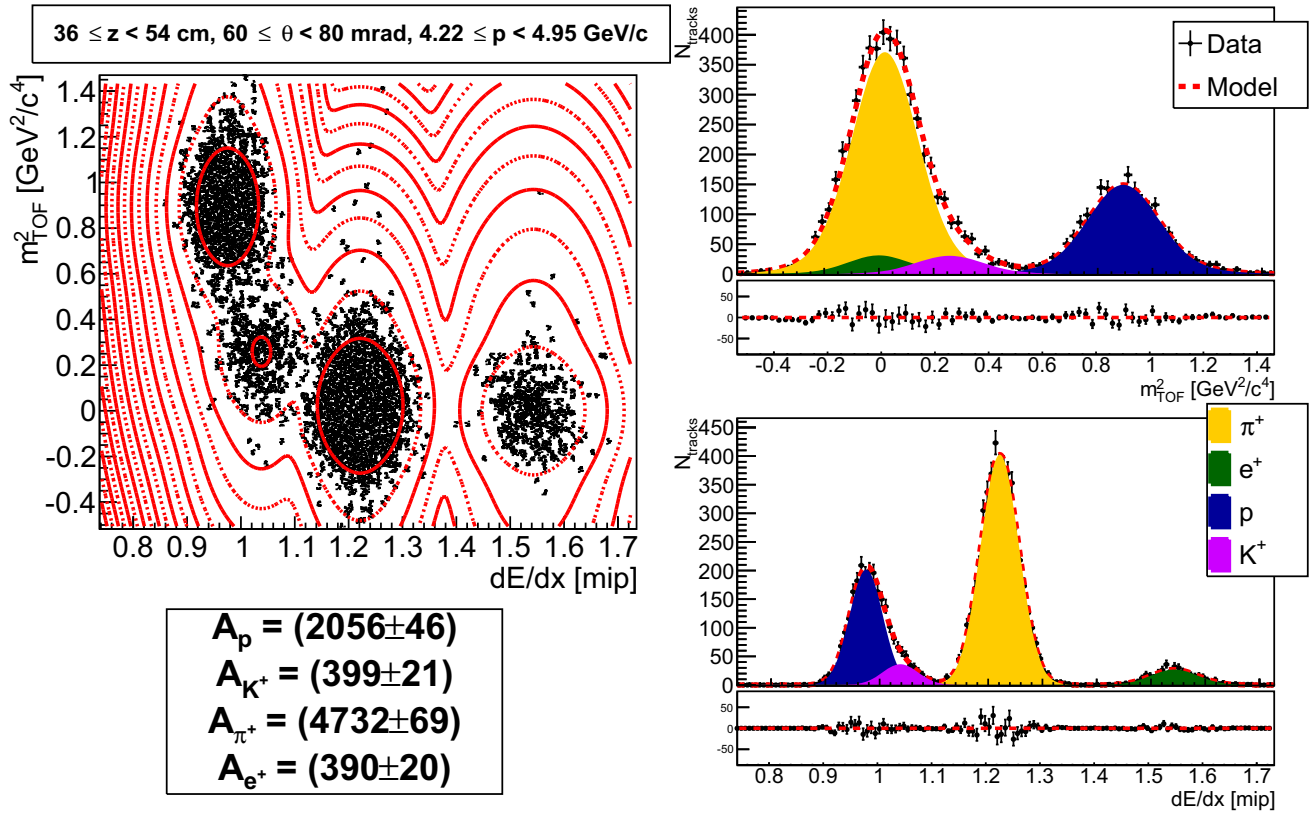 36 ≤ z < 54 cm, 60 ≤ θ < 80 mrad, 4.22 ≤ p < 4.95 GeV/c
m²TOF [GeV²/c⁴]
1.4
1.2
1
0.8
0.6
0.4
0.2
0
-0.2
-0.4
0.8 0.9 1 1.1 1.2 1.3 1.4 1.5 1.6 1.7
dE/dx [mip]
Ap = (2056±46)
AK+ = (399±21)
Aπ+ = (4732±69)
Ae+ = (390±20)
Ntracks
400
350
300
250
200
150
100
50
0
Data
Model
50
0
-50
-0.4 -0.2 0 0.2 0.4 0.6 0.8 1 1.2 1.4
m²TOF [GeV²/c⁴]
Ntracks
450
400
350
300
250
200
150
100
50
0
π+
e+
p
K+
50
0
-50
0.8 0.9 1 1.1 1.2 1.3 1.4 1.5 1.6 1.7
dE/dx [mip]